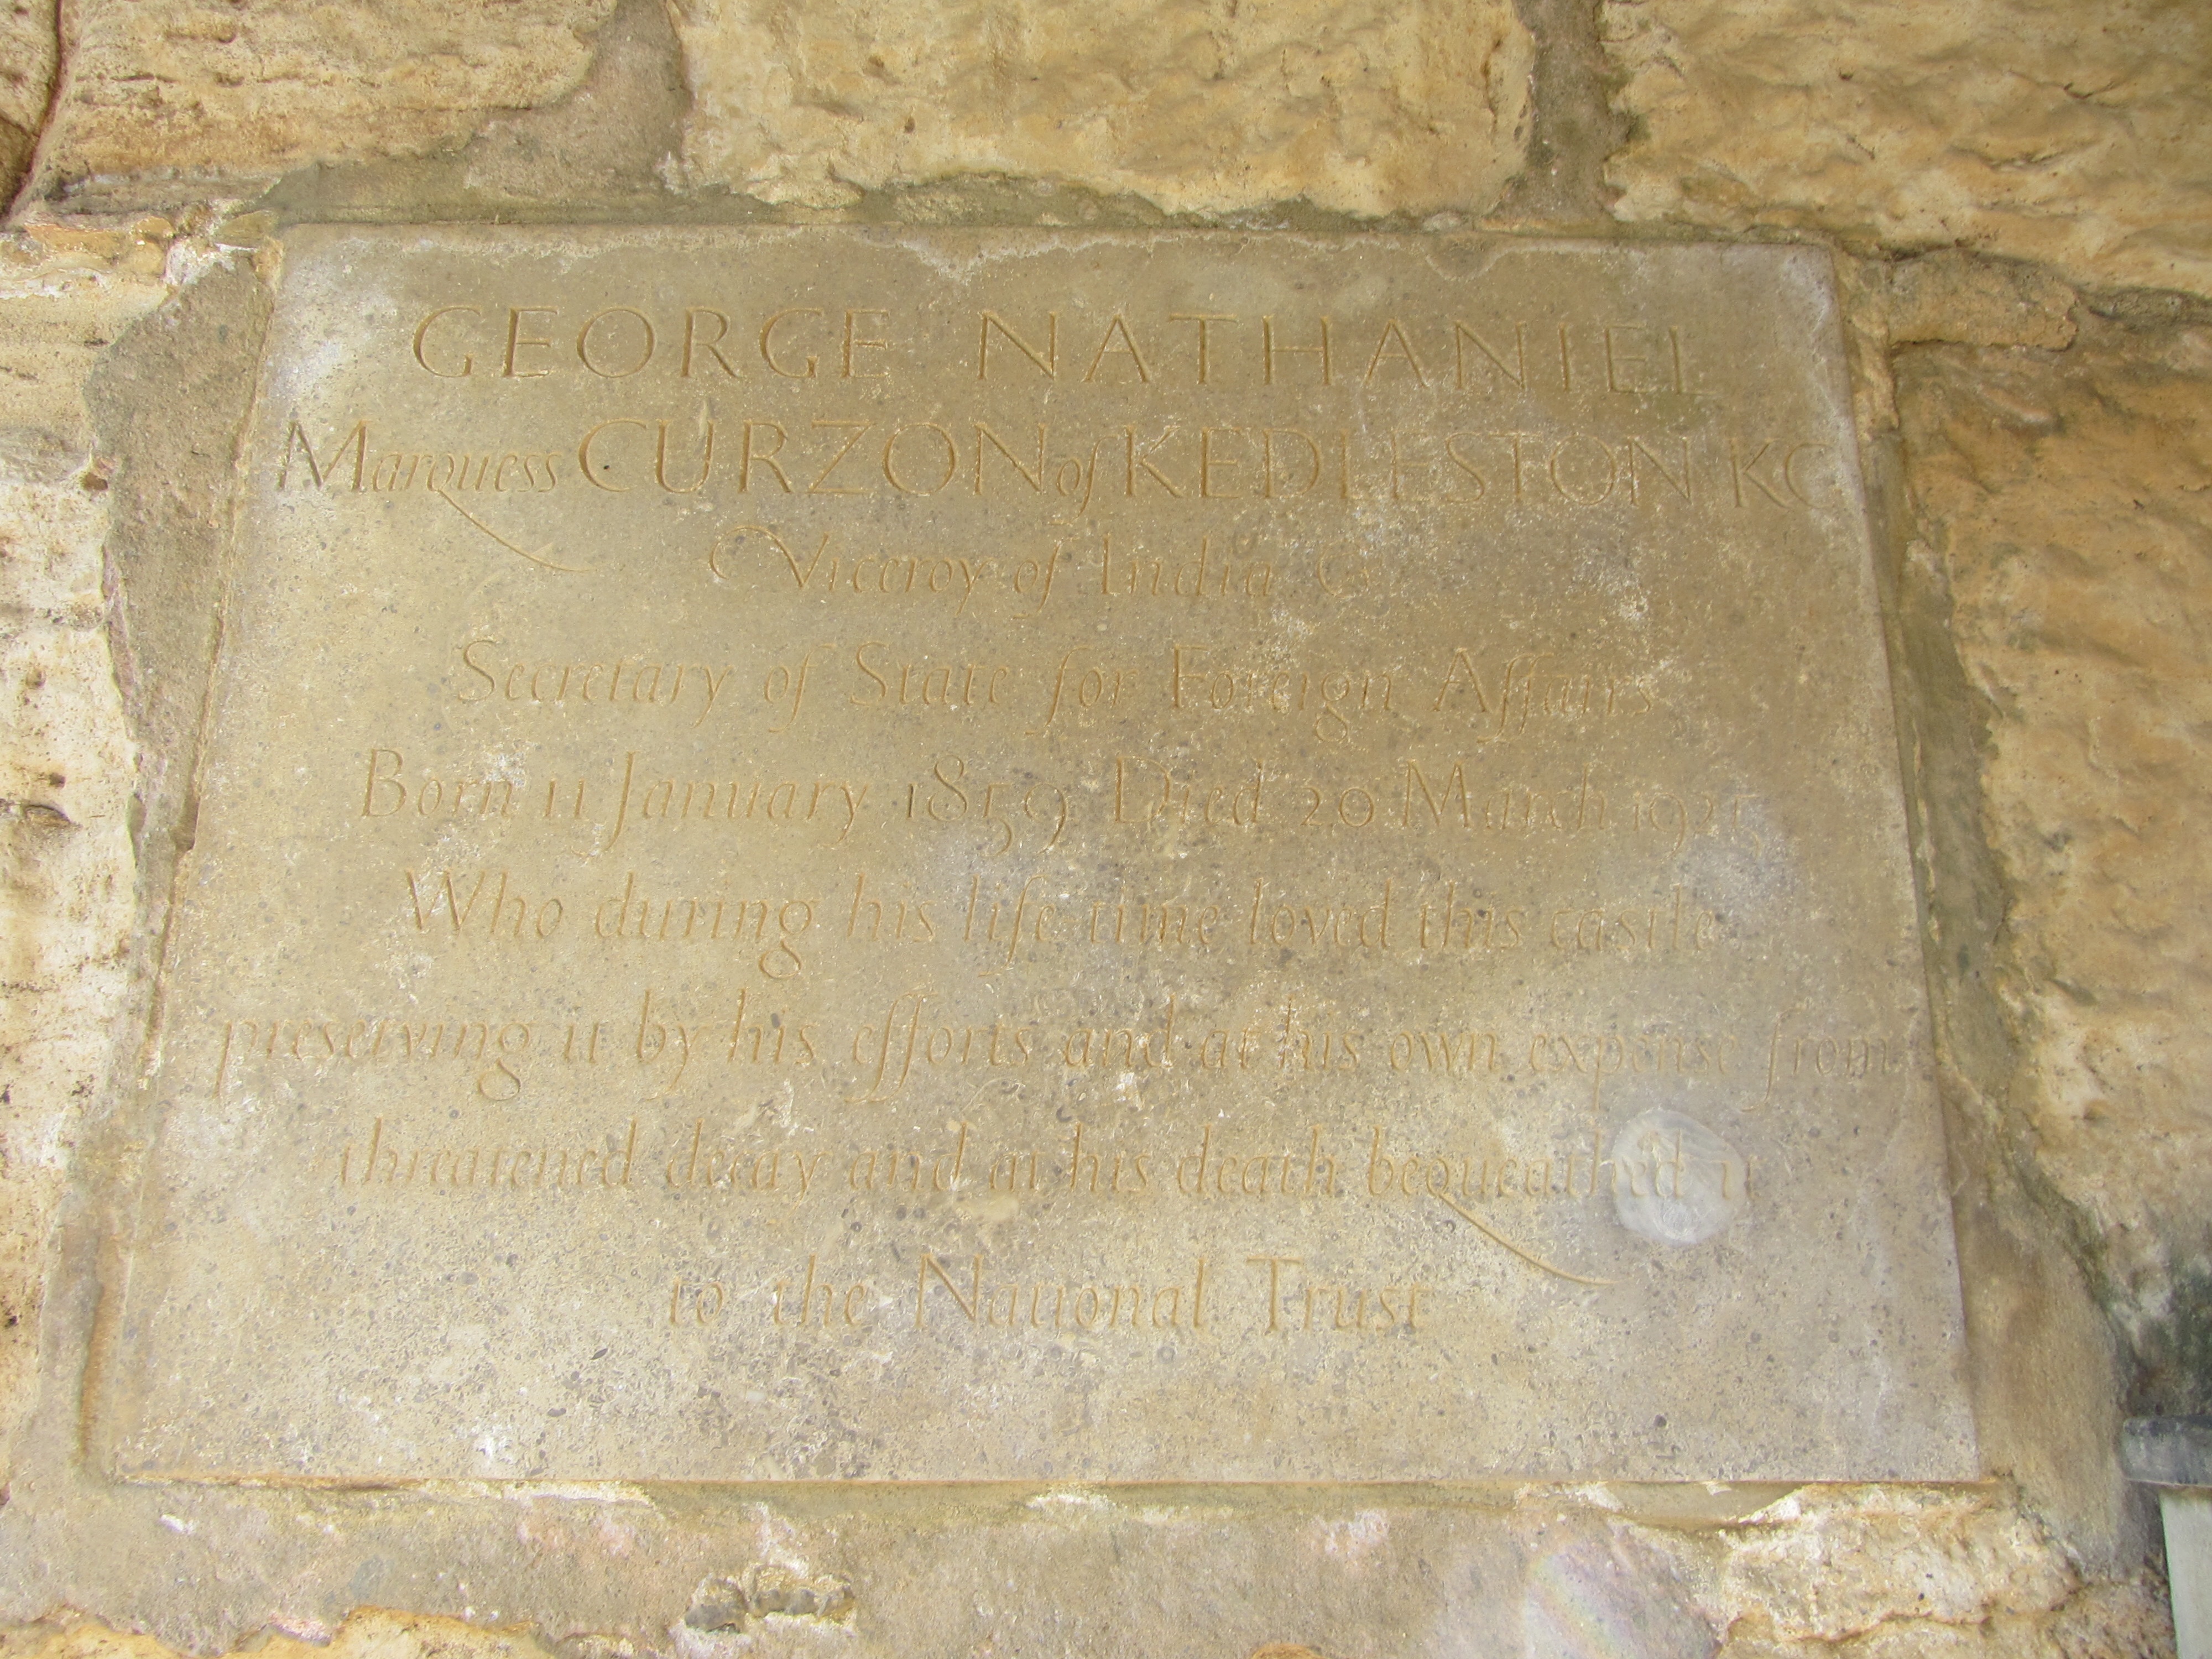 GEORGE NATHANIEL
Marquess CURZON of KEDLESTON KG
Viceroy of India &
Secretary of State for Foreign Affairs
Born 11 January 1859 Died 20 March 1925
Who during his life time loved this castle
preserving it by his efforts and at his own expense from
threatened decay and at his death bequeathed it
to the National Trust